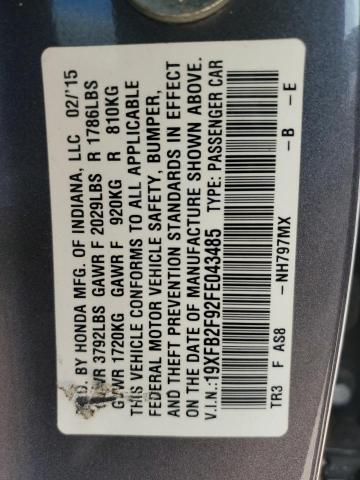 D. BY HONDA MFG. OF INDIANA, LLC 02/'15
GVWR 3792LBS GAWR F 2029LBS R 1786LBS
GVWR 1720KG GAWR F 920KG R 810KG
THIS VEHICLE CONFORMS TO ALL APPLICABLE
FEDERAL MOTOR VEHICLE SAFETY, BUMPER,
AND THEFT PREVENTION STANDARDS IN EFFECT
ON THE DATE OF MANUFACTURE SHOWN ABOVE.
V.I.N.: 19XFB2F92FE043485 TYPE: PASSENGER CAR
TR3 F AS8 -NH797MX -B -E